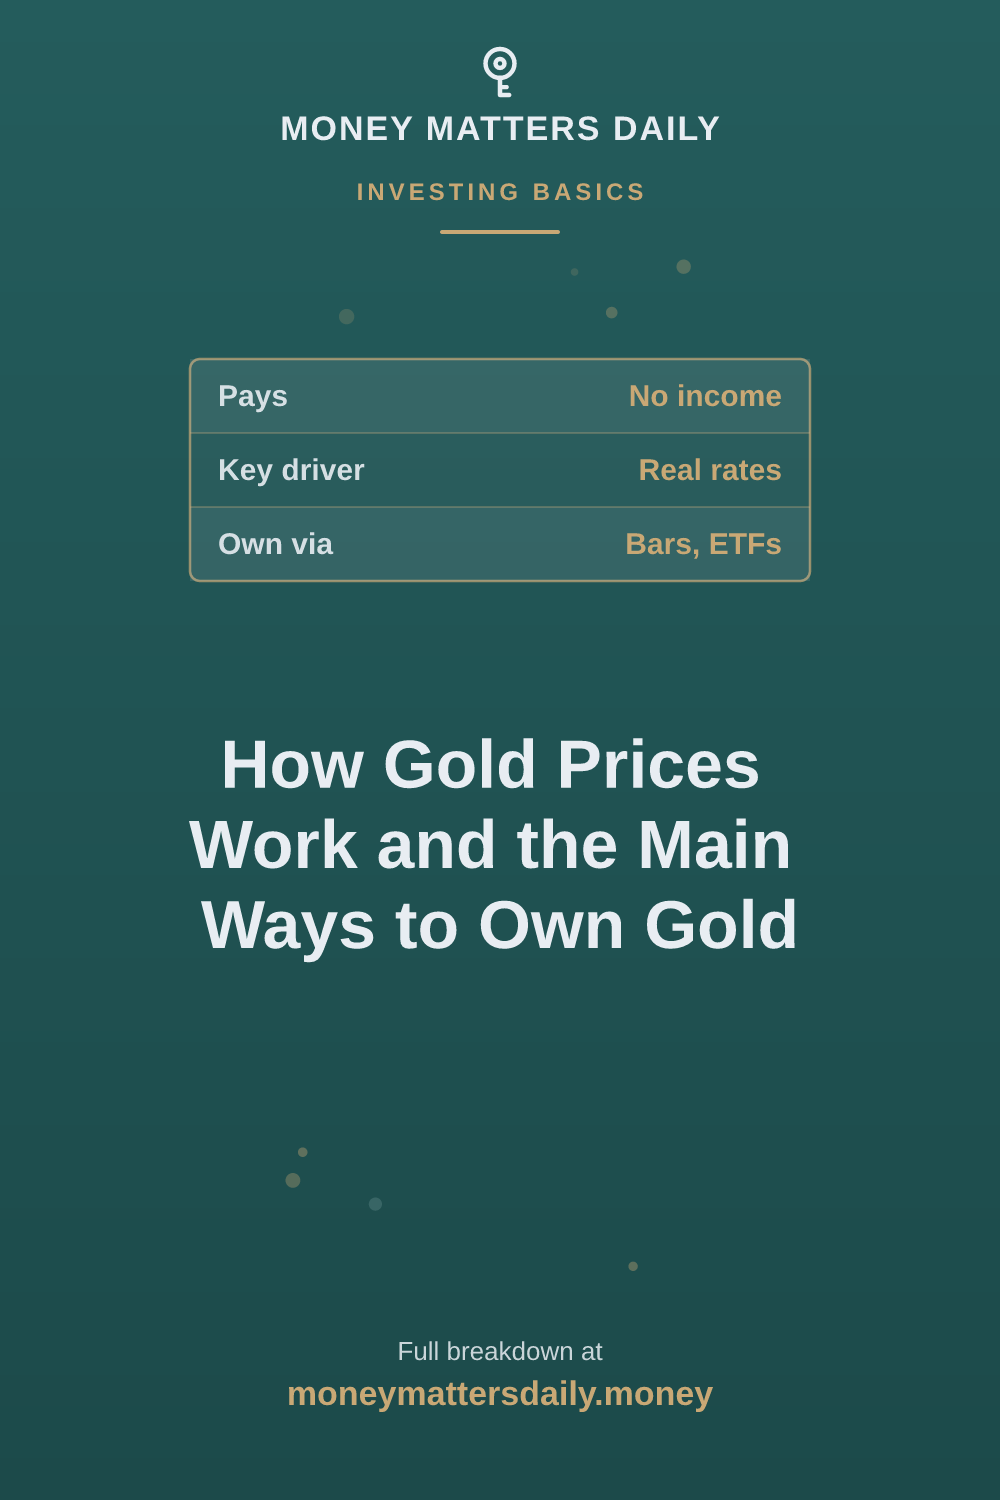 MONEY MATTERS DAILY
INVESTING BASICS
Pays No income
Key driver Real rates
Own via Bars, ETFs
How Gold Prices
Work and the Main
Ways to Own Gold
Full breakdown at
moneymattersdaily.money